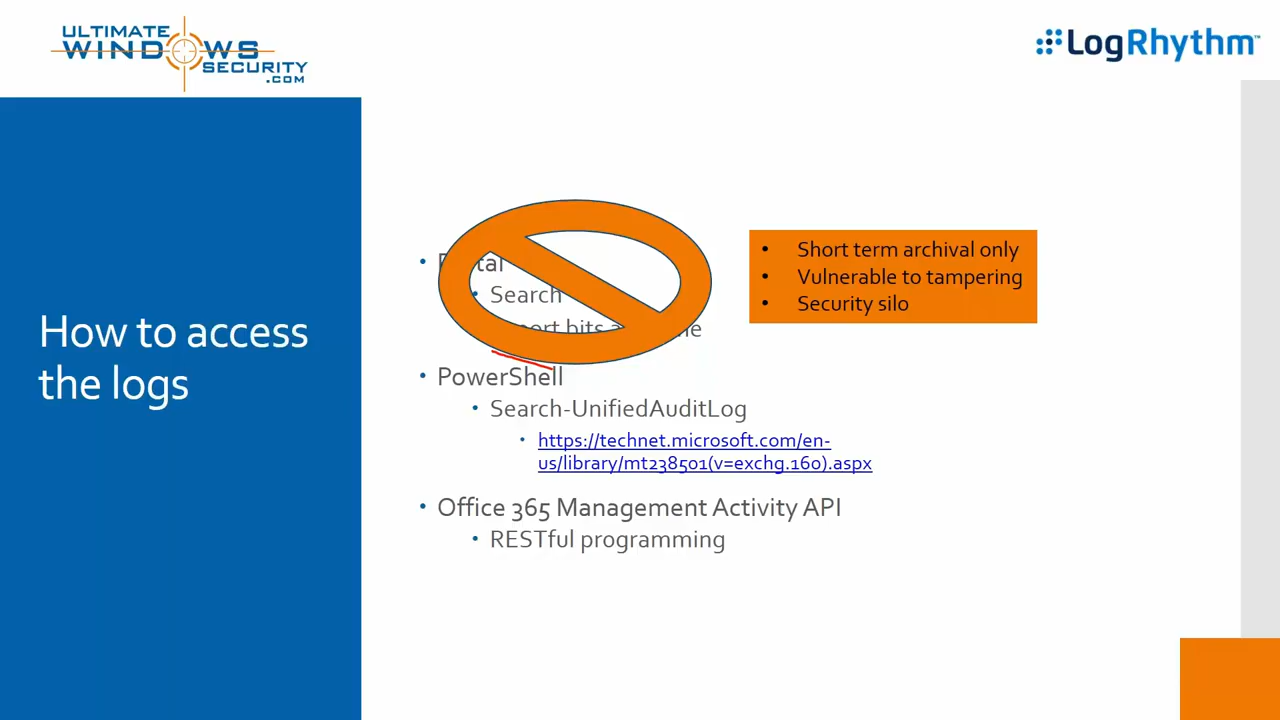 ULTIMATE
WINDOWS
SECURITY
.COM
LogRhythm™
How to access
the logs
• Search
• PowerShell
• Search-UnifiedAuditLog
• https://technet.microsoft.com/en-
us/library/mt238501(v=exchg.160).aspx
• Office 365 Management Activity API
• RESTful programming
• Short term archival only
• Vulnerable to tampering
• Security silo